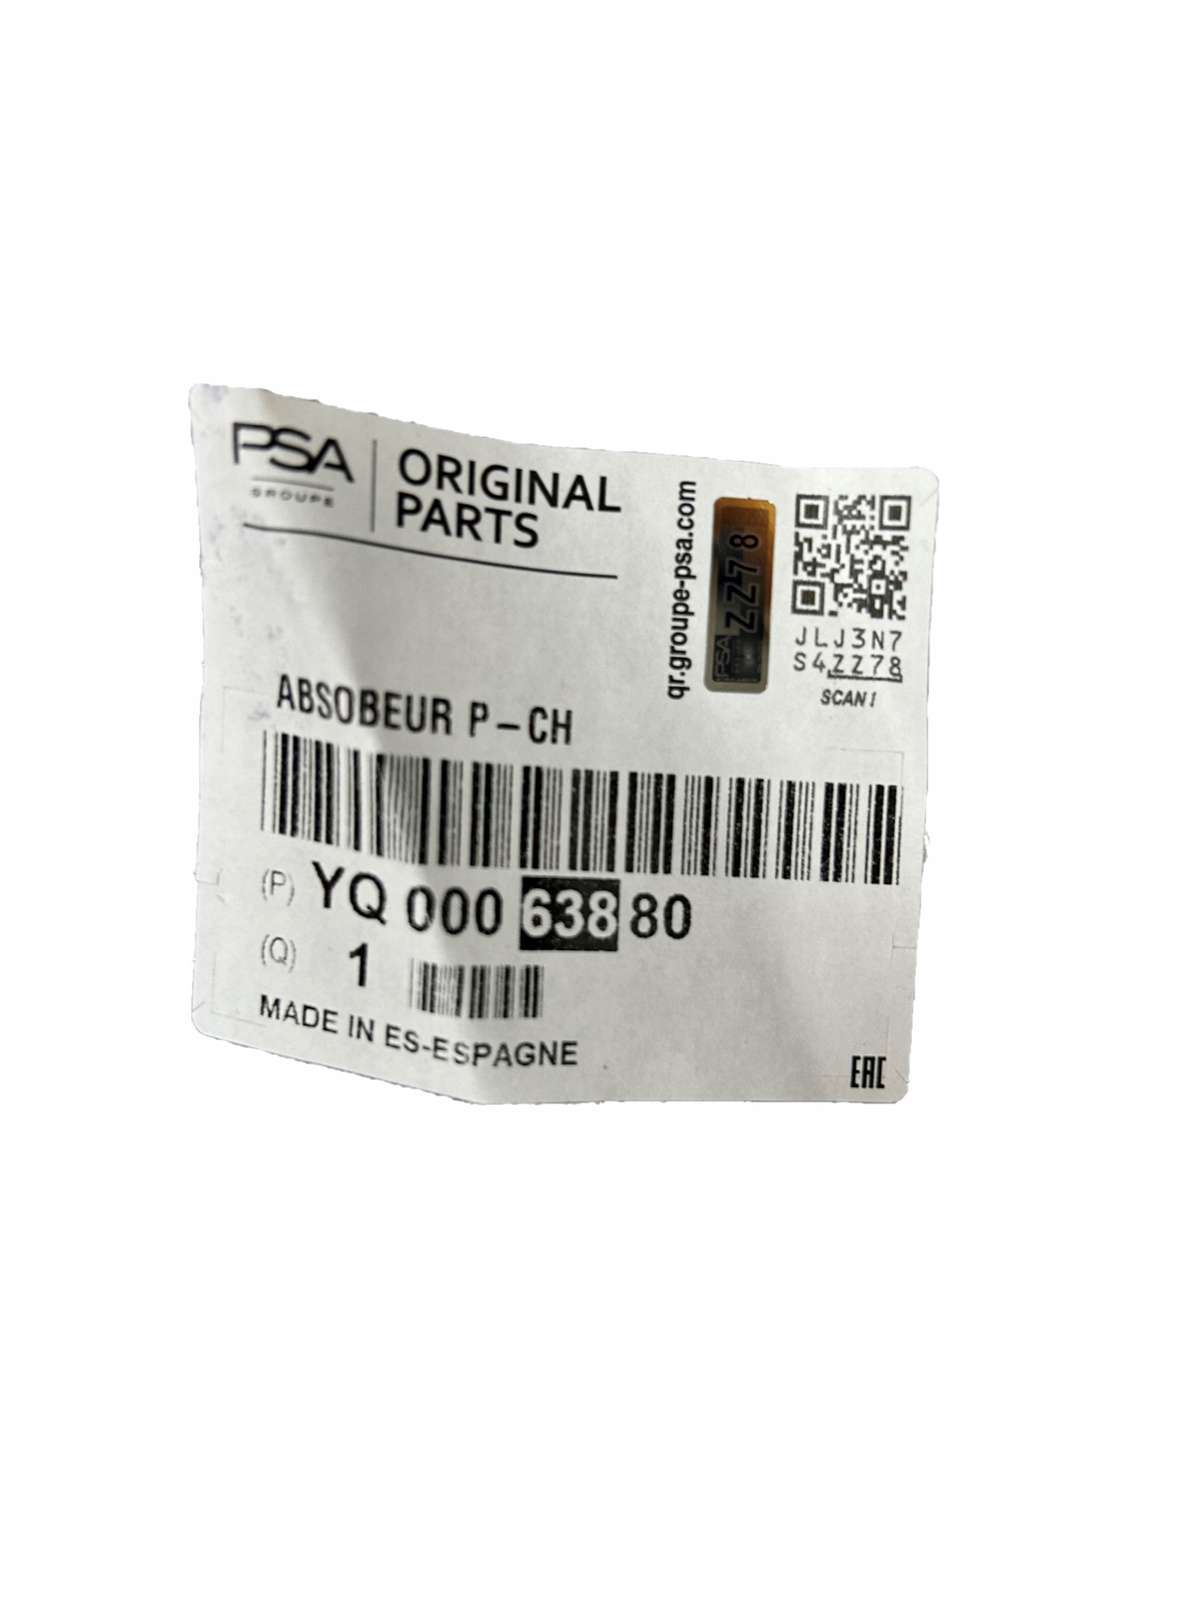 PSA
GROUPE
ORIGINAL
PARTS
qr.groupe-psa.com
PSA
ZZ78
JLJ3N7
S4ZZ78
SCAN!
ABSOBEUR P-CH
(P) YQ 000 638 80
(Q) 1
MADE IN ES-ESPAGNE
EAC